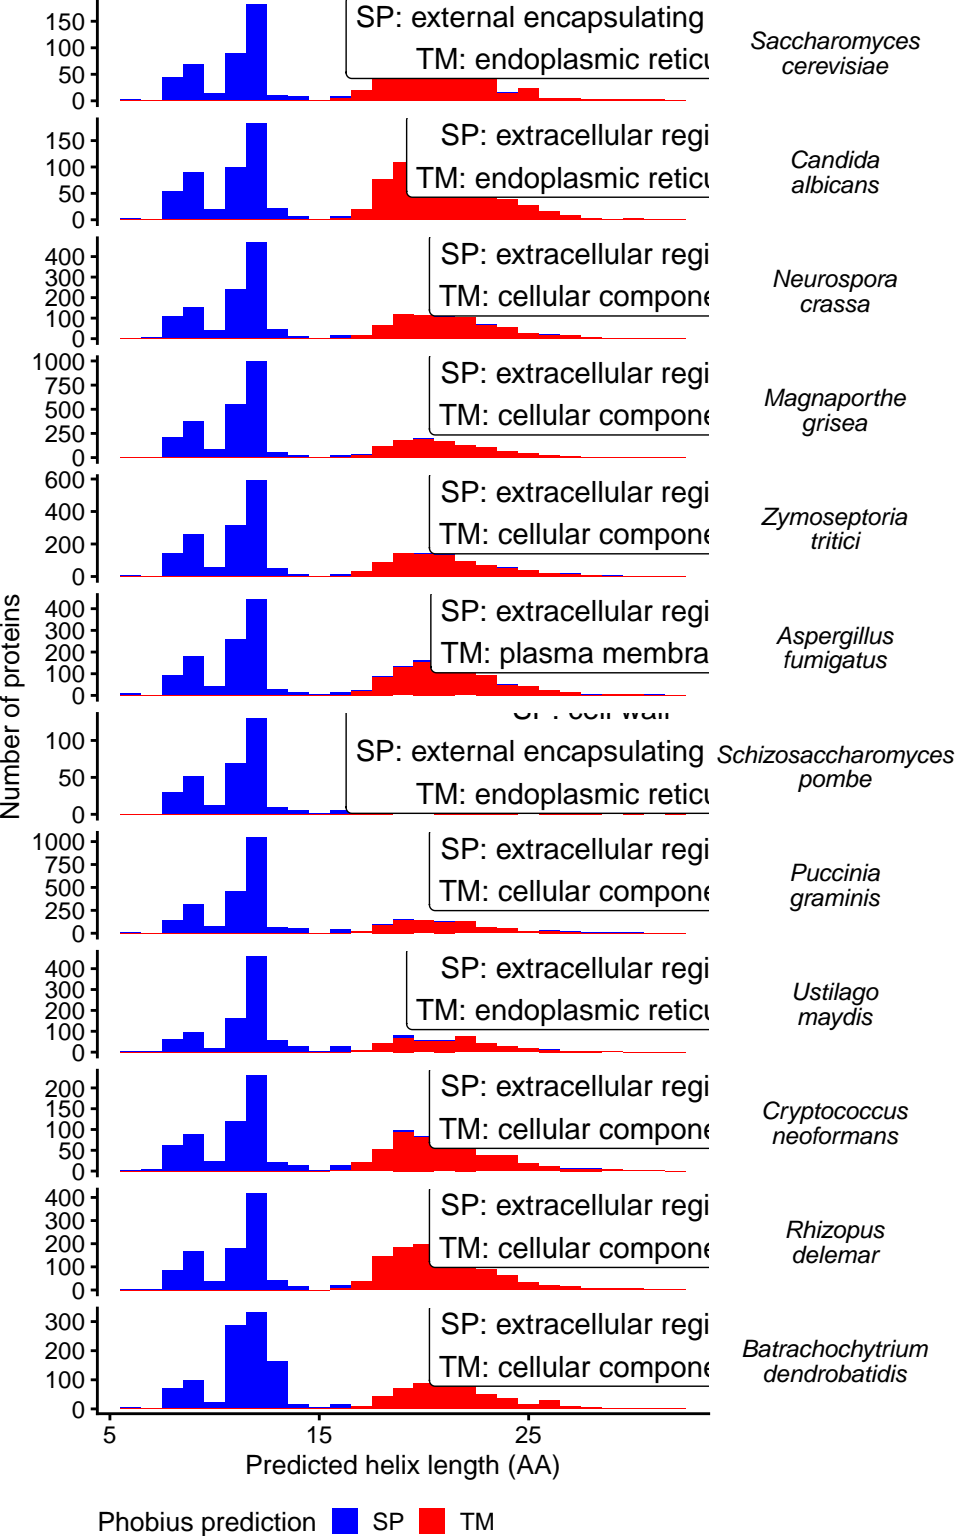 Number of proteins
150
100
50
0
SP: external encapsulating
TM: endoplasmic reticu
Saccharomyces
cerevisiae
150
100
50
0
SP: extracellular regi
TM: endoplasmic reticu
Candida
albicans
400
300
200
100
0
SP: extracellular regi
TM: cellular compone
Neurospora
crassa
1000
750
500
250
0
SP: extracellular regi
TM: cellular compone
Magnaporthe
grisea
600
400
200
0
SP: extracellular regi
TM: cellular compone
Zymoseptoria
tritici
400
300
200
100
0
SP: extracellular regi
TM: plasma membra
Aspergillus
fumigatus
100
50
0
SP: cell wall
SP: external encapsulating
TM: endoplasmic reticu
Schizosaccharomyces
pombe
1000
750
500
250
0
SP: extracellular regi
TM: cellular compone
Puccinia
graminis
400
300
200
100
0
SP: extracellular regi
TM: endoplasmic reticu
Ustilago
maydis
200
150
100
50
0
SP: extracellular regi
TM: cellular compone
Cryptococcus
neoformans
400
300
200
100
0
SP: extracellular regi
TM: cellular compone
Rhizopus
delemar
300
200
100
0
SP: extracellular regi
TM: cellular compone
Batrachochytrium
dendrobatidis
5 15 25
Predicted helix length (AA)
Phobius prediction SP TM